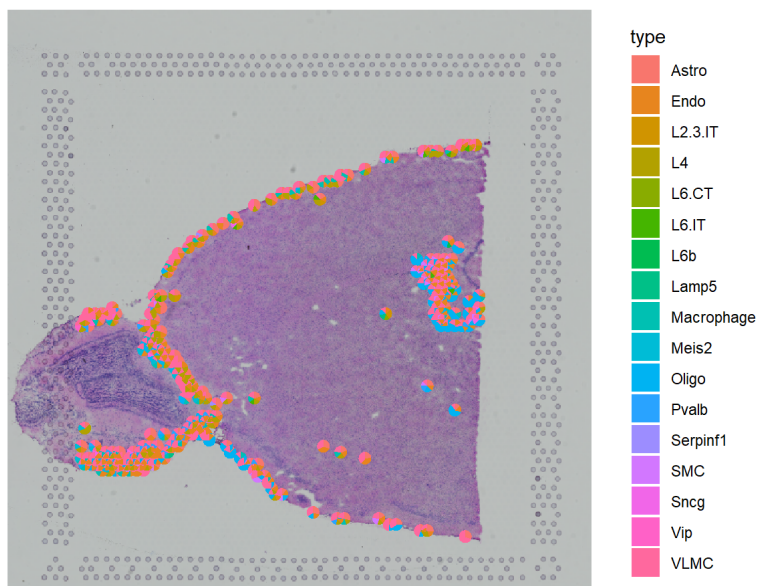 type
Astro
Endo
L2.3.IT
L4
L6.CT
L6.IT
L6b
Lamp5
Macrophage
Meis2
Oligo
Pvalb
Serpinf1
SMC
Sncg
Vip
VLMC